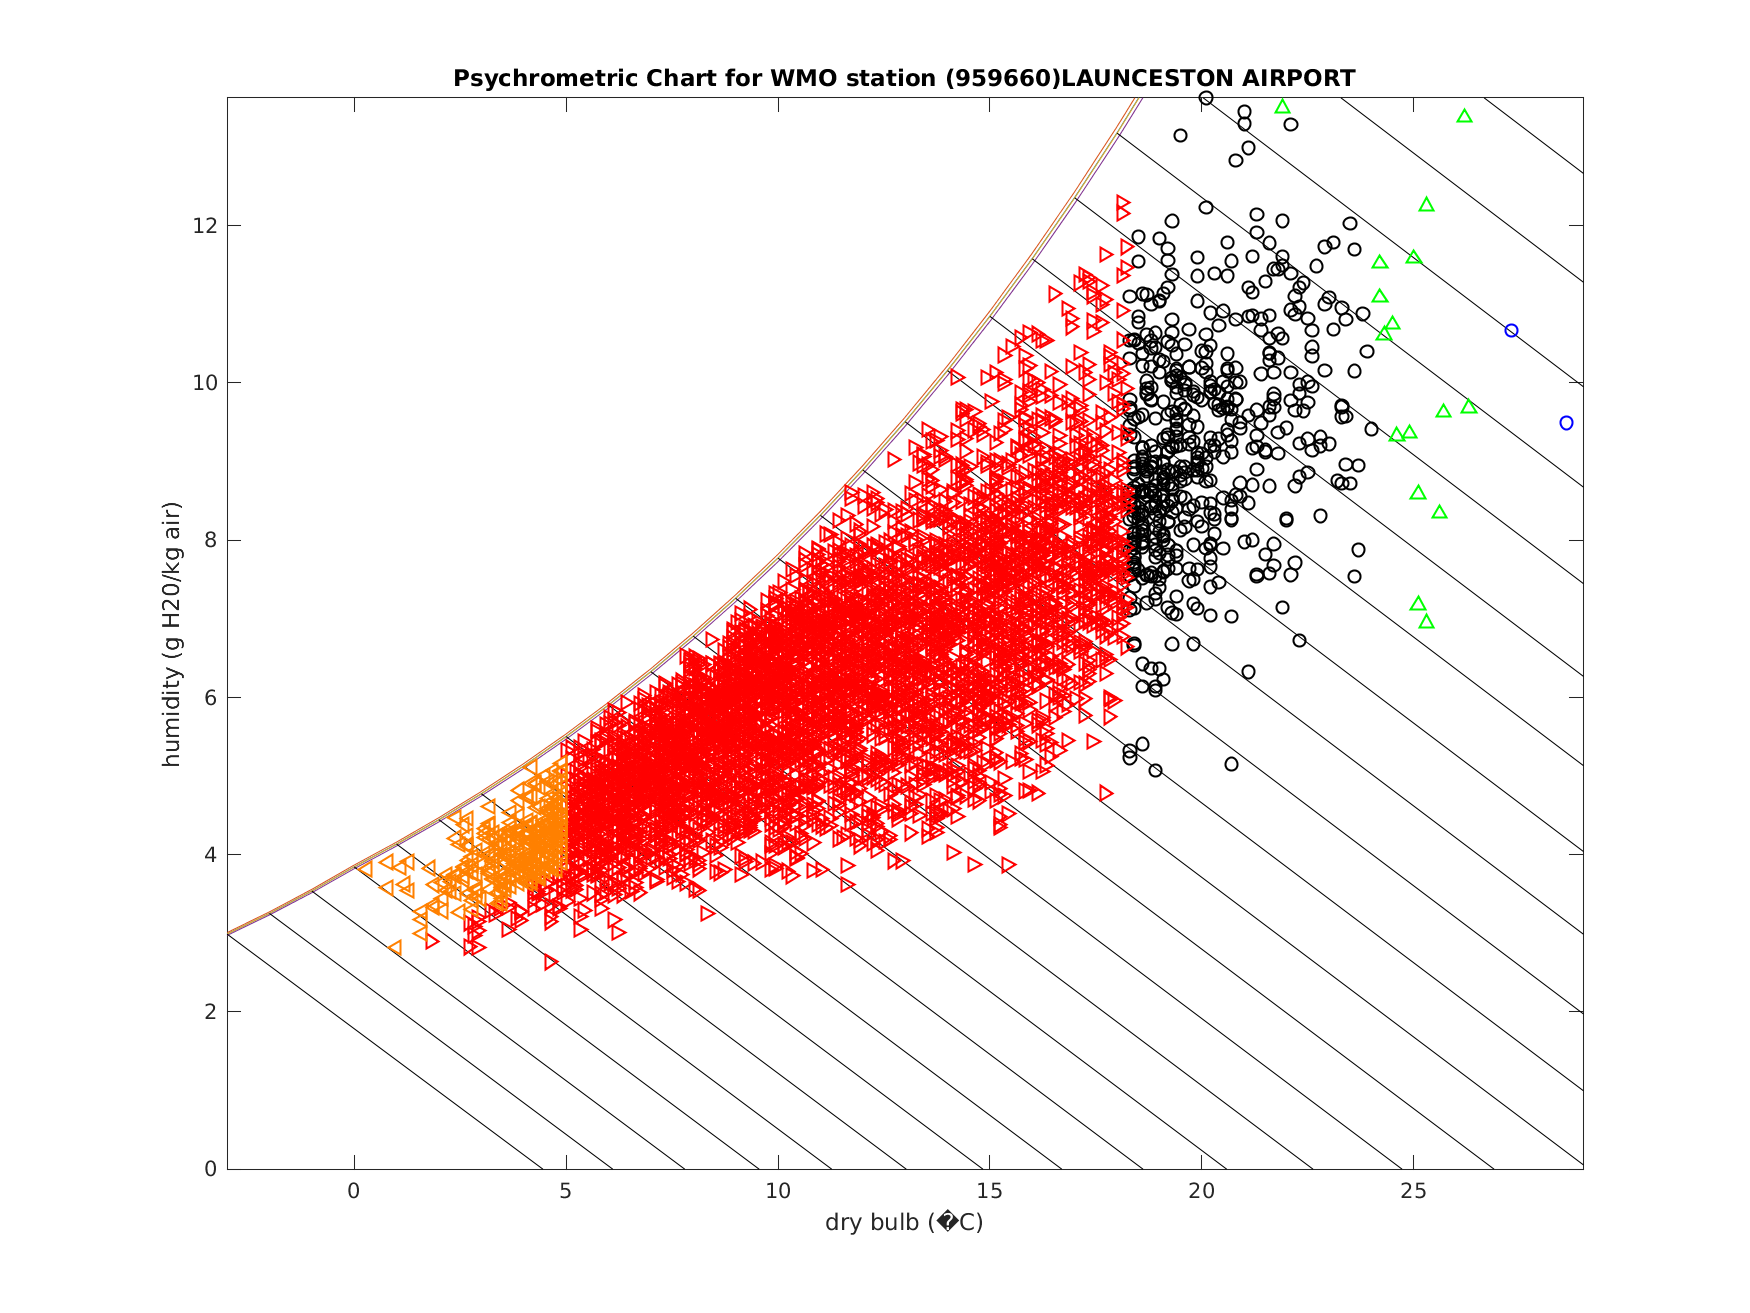 Psychrometric Chart for WMO station (959660)LAUNCESTON AIRPORT
humidity (g H20/kg air)
12
10
8
6
4
2
0
0 5 10 15 20 25
dry bulb (�C)